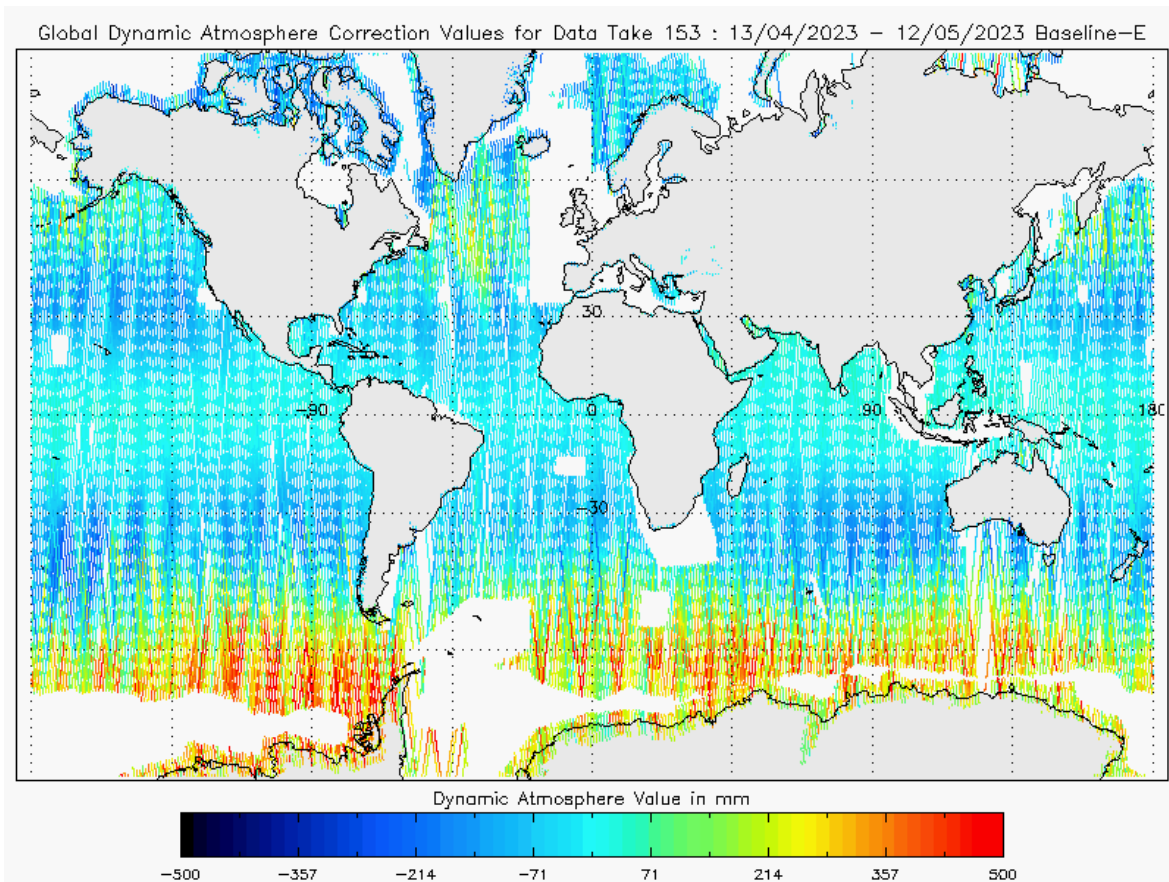 Global Dynamic Atmosphere Correction Values for Data Take 153 : 13/04/2023 - 12/05/2023 Baseline-E
30
-90 0 90 180
-30
Dynamic Atmosphere Value in mm
-500 -357 -214 -71 71 214 357 500